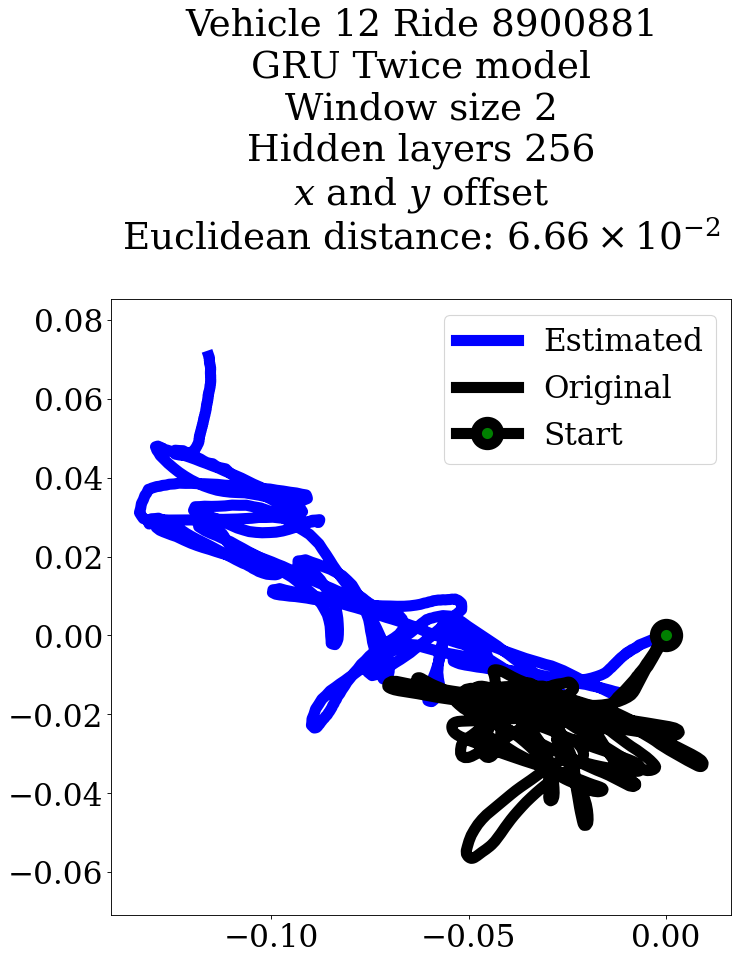 Vehicle 12 Ride 8900881
GRU Twice model
Window size 2
Hidden layers 256
x and y offset
Euclidean distance: 6.66 × 10⁻²
Estimated
Original
Start
0.08
0.06
0.04
0.02
0.00
−0.02
−0.04
−0.06
−0.10
−0.05
0.00